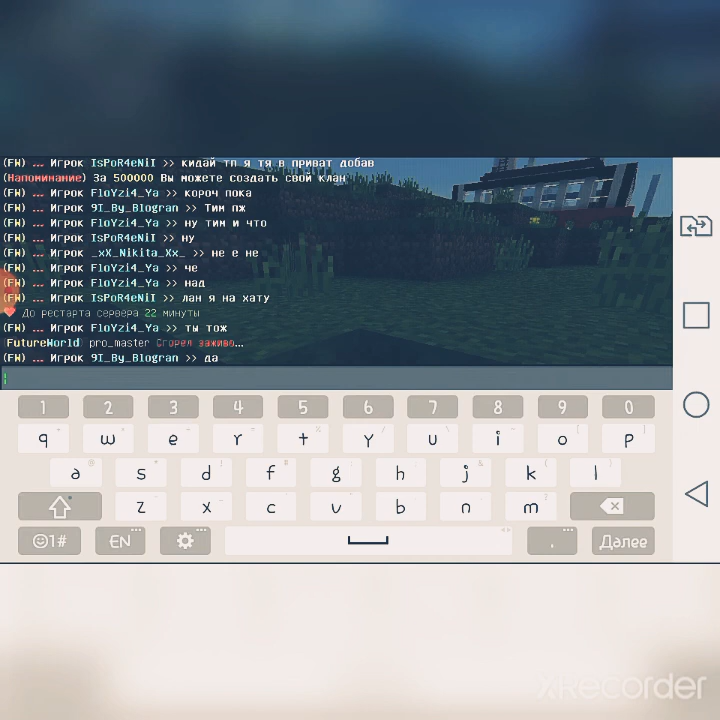 (FW) ... Игрок IsPoR4eNiI >> кидай тп я тя в приват добав
(Напоминание) За 500000 Вы можете создать свой клан
(FW) ... Игрок FloYzi4_Ya >> короч пока
(FW) ... Игрок 9I_By_Blogran >> Тим пж
(FW) ... Игрок FloYzi4_Ya >> ну тим и что
(FW) ... Игрок IsPoR4eNiI >> ну
(FW) ... Игрок _xX_Nikita_Xx_ >> не е не
(FW) ... Игрок FloYzi4_Ya >> че
(FW) ... Игрок FloYzi4_Ya >> над
(FW) ... Игрок IsPoR4eNiI >> лан я на хату
До рестарта сервера 22 минуты
(FW) ... Игрок FloYzi4_Ya >> ты тож
FutureWorld pro_master Сгорел заживо...
(FW) ... Игрок 9I_By_Blogran >> да
1 2 3 4 5 6 7 8 9 0
q w e r t y u i o p
a s d f g h j k l
z x c v b n m
☺1# EN . Далее
XRecorder